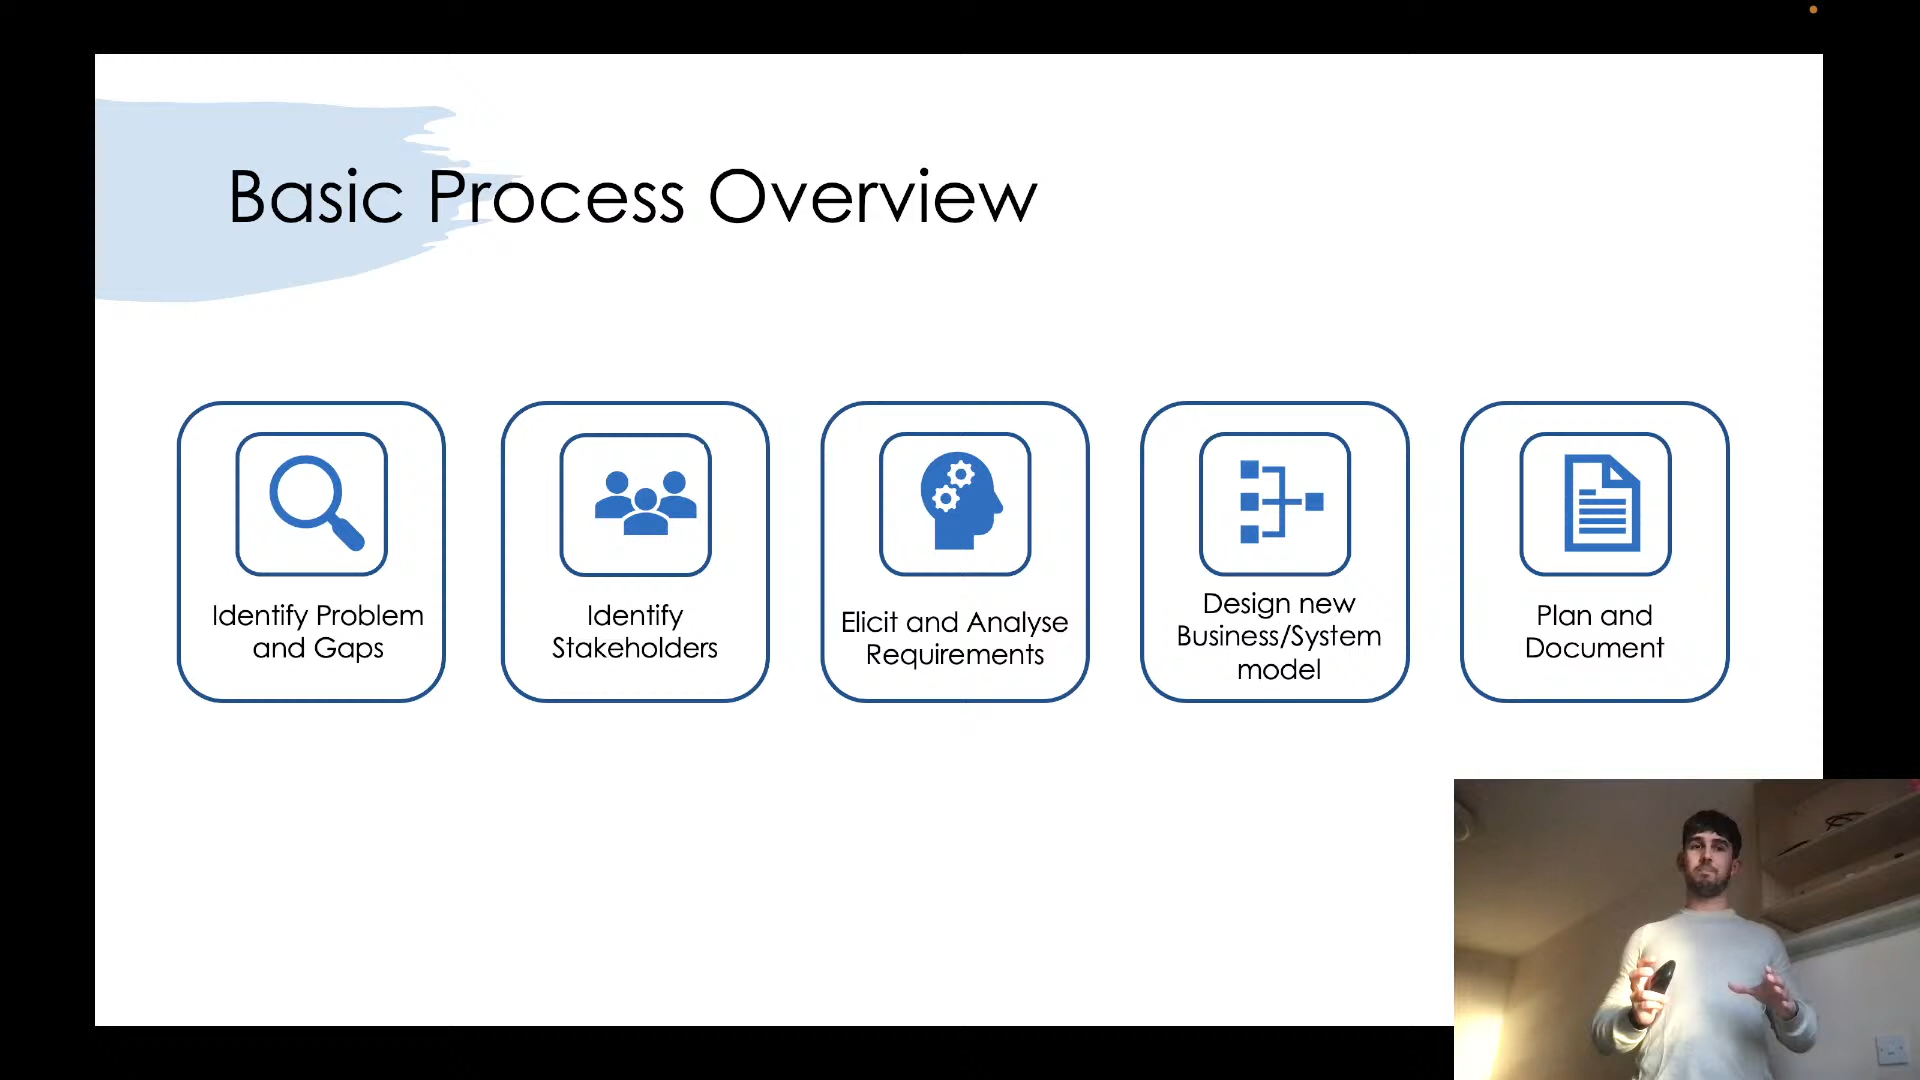 Basic Process Overview
Identify Problem
and Gaps
Identify
Stakeholders
Elicit and Analyse
Requirements
Design new
Business/System
model
Plan and
Document